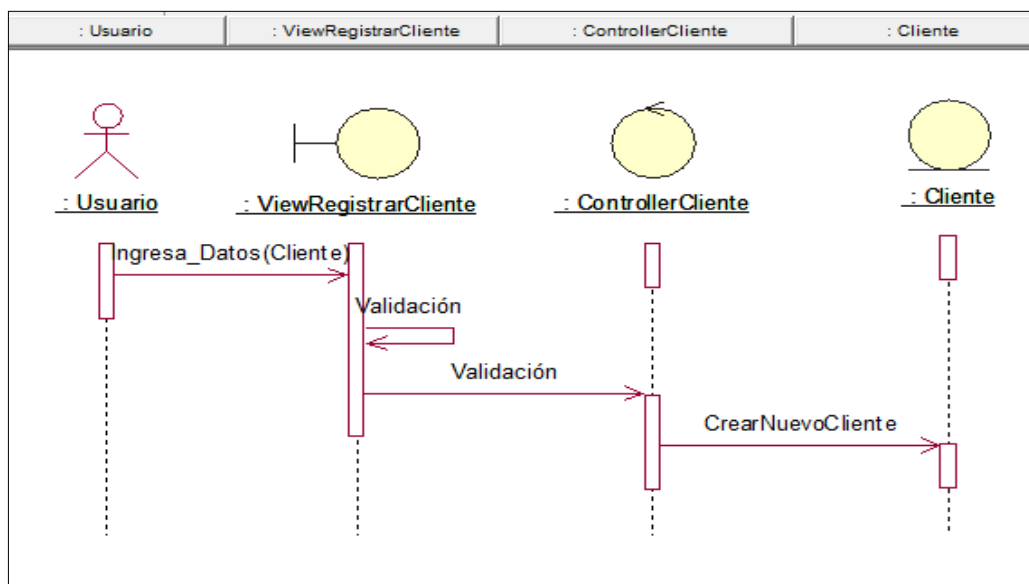 : Usuario
: ViewRegistrarCliente
: ControllerCliente
: Cliente
: Usuario
: ViewRegistrarCliente
: ControllerCliente
: Cliente
Ingresa_Datos(Cliente)
Validación
Validación
CrearNuevoCliente